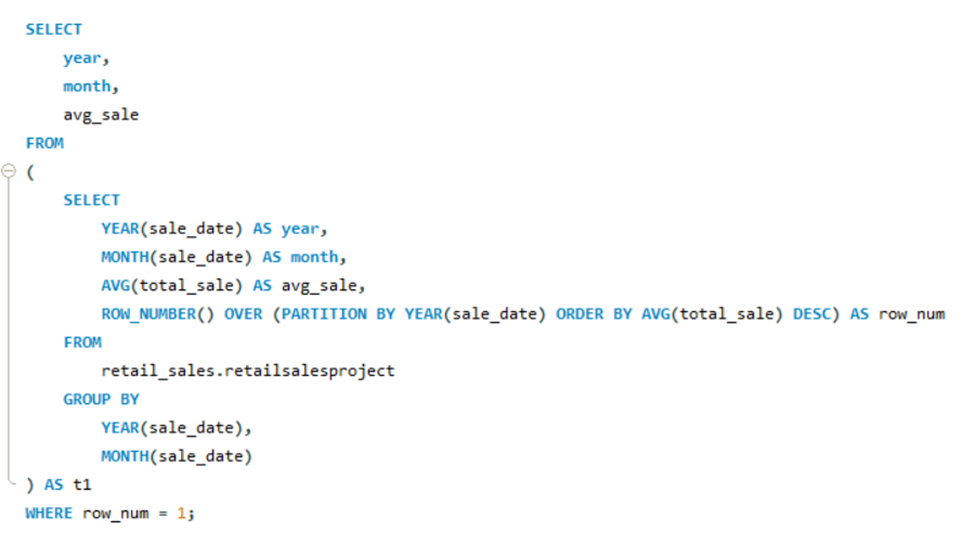 SELECT
year,
month,
avg_sale
FROM
(
SELECT
YEAR(sale_date) AS year,
MONTH(sale_date) AS month,
AVG(total_sale) AS avg_sale,
ROW_NUMBER() OVER (PARTITION BY YEAR(sale_date) ORDER BY AVG(total_sale) DESC) AS row_num
FROM
retail_sales.retailsalesproject
GROUP BY
YEAR(sale_date),
MONTH(sale_date)
) AS t1
WHERE row_num = 1;